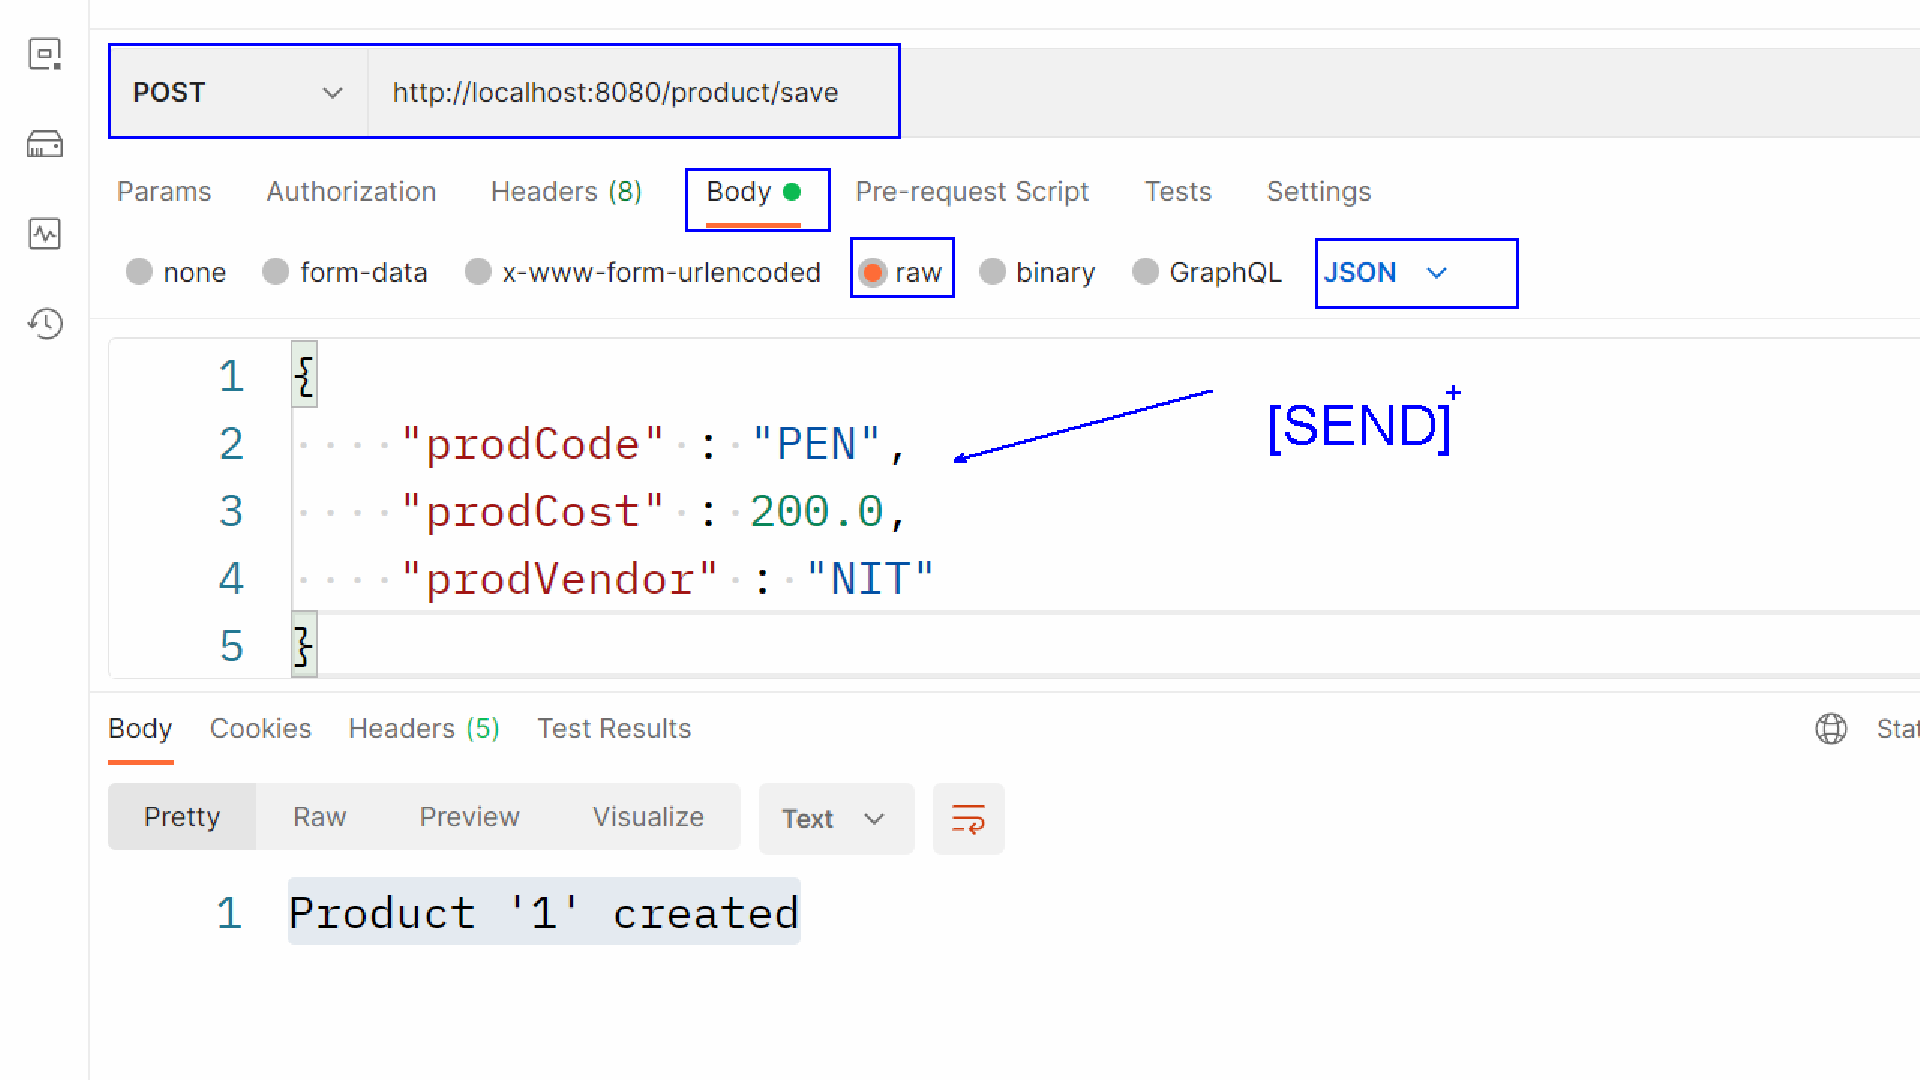 POST http://localhost:8080/product/save
Params Authorization Headers (8) Body Pre-request Script Tests Settings
none form-data x-www-form-urlencoded raw binary GraphQL JSON
1 {
2 "prodCode" : "PEN",
[SEND]
3 "prodCost" : 200.0,
4 "prodVendor" : "NIT"
5 }
Body Cookies Headers (5) Test Results Stat
Pretty Raw Preview Visualize Text
1 Product '1' created